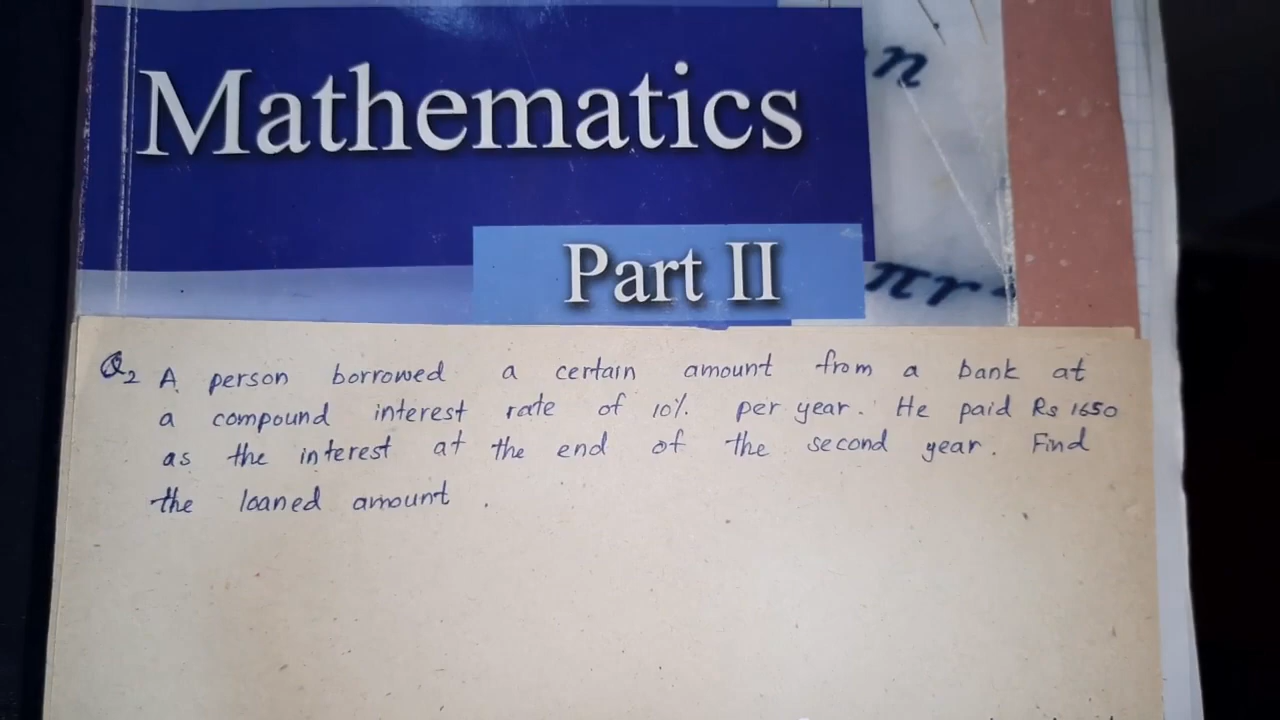 Mathematics
n
Part II
πr
Q2 A person borrowed a certain amount from a bank at
a compound interest rate of 10% per year. He paid Rs 1650
as the interest at the end of the second year. Find
the loaned amount.